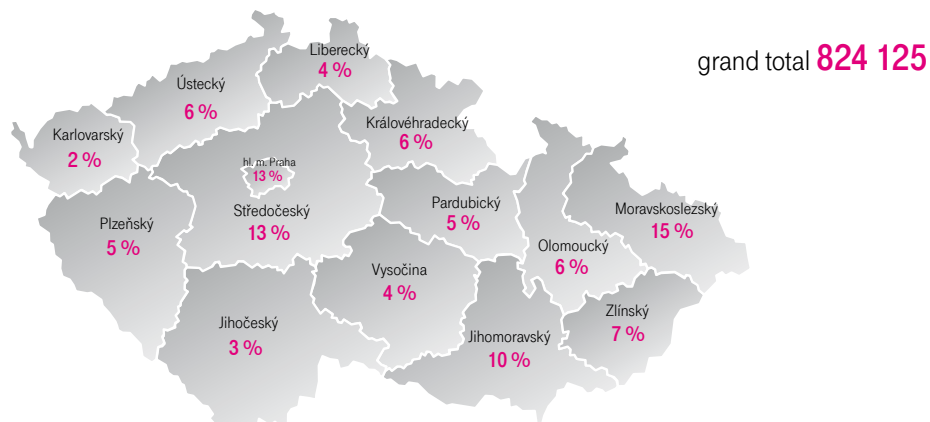 grand total 824 125
Liberecký
4 %
Ústecký
6 %
Karlovarský
2 %
Královéhradecký
6 %
hl. m. Praha
13 %
Středočeský
13 %
Plzeňský
5 %
Pardubický
5 %
Moravskoslezský
15 %
Olomoucký
6 %
Vysočina
4 %
Zlínský
7 %
Jihočeský
3 %
Jihomoravský
10 %